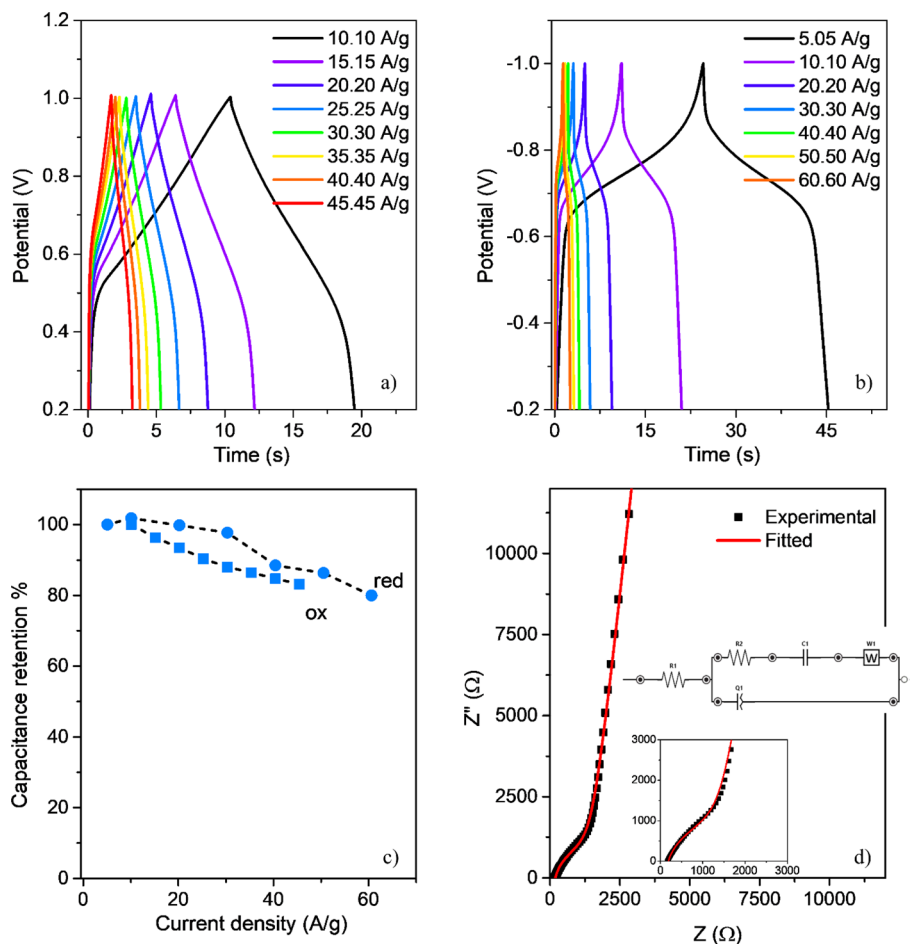 1.2
1.0
0.8
0.6
0.4
0.2
Potential (V)
10.10 A/g
15.15 A/g
20.20 A/g
25.25 A/g
30.30 A/g
35.35 A/g
40.40 A/g
45.45 A/g
a)
0 5 10 15 20
Time (s)
-1.0
-0.8
-0.6
-0.4
-0.2
Potential (V)
5.05 A/g
10.10 A/g
20.20 A/g
30.30 A/g
40.40 A/g
50.50 A/g
60.60 A/g
b)
0 15 30 45
Time (s)
100
80
60
40
20
0
Capacitance retention %
red
ox
c)
0 20 40 60
Current density (A/g)
10000
7500
5000
2500
0
Z'' (Ω)
Experimental
Fitted
R1
R2
C1
W1
W
Q1
3000
2000
1000
0
0 1000 2000 3000
d)
0 2500 5000 7500 10000
Z (Ω)